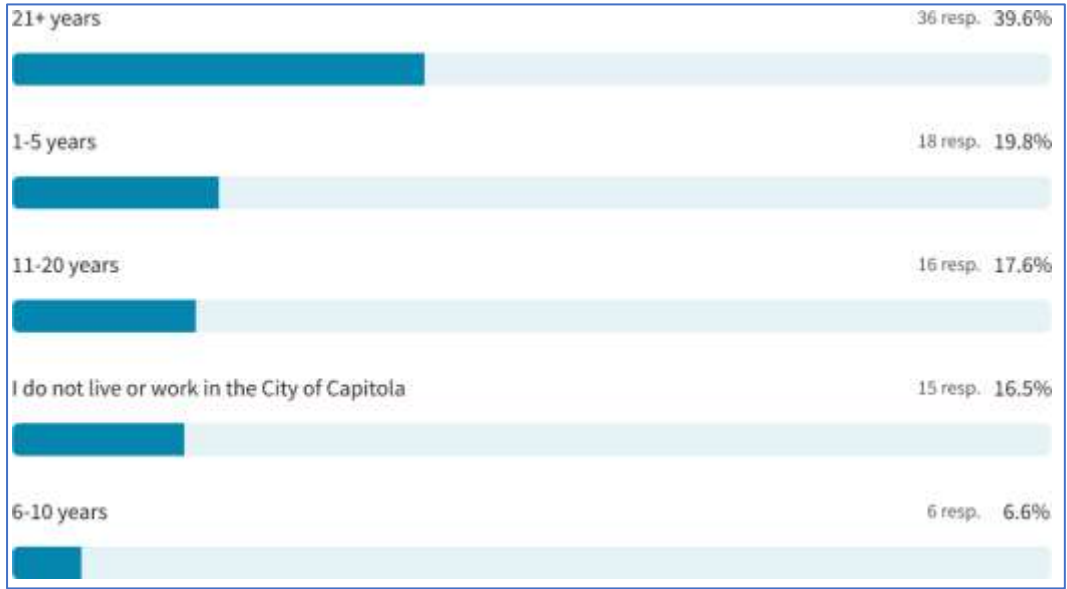 21+ years 36 resp. 39.6%
1-5 years 18 resp. 19.8%
11-20 years 16 resp. 17.6%
I do not live or work in the City of Capitola 15 resp. 16.5%
6-10 years 6 resp. 6.6%